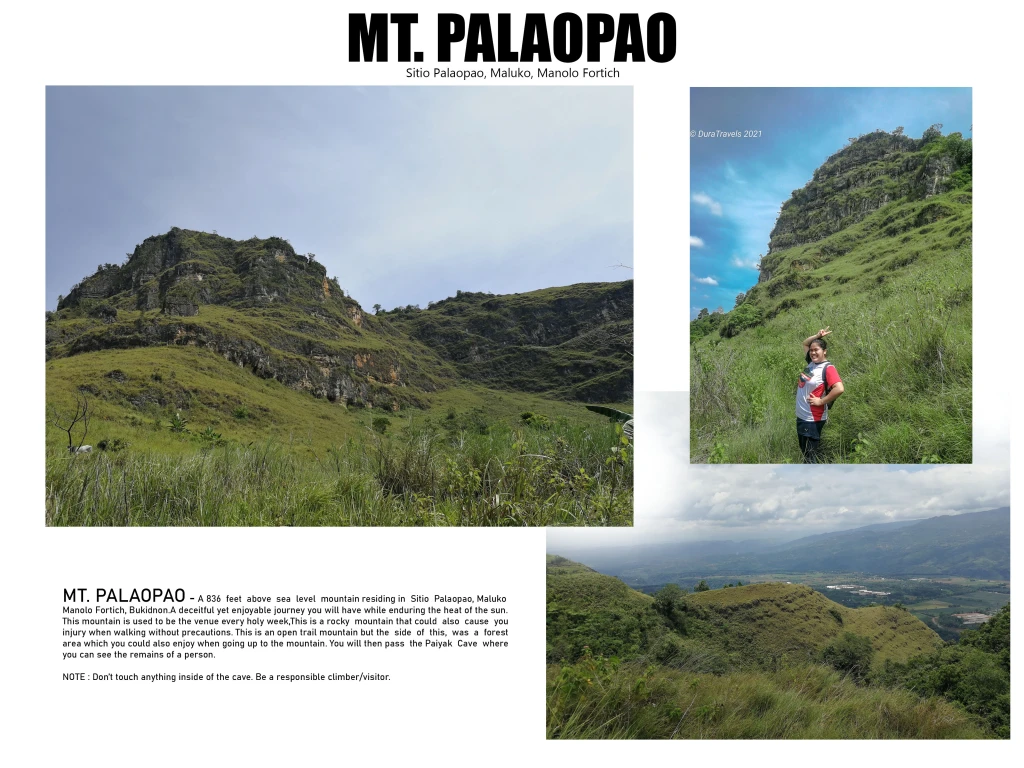 MT. PALAOPAO
Sitio Palaopao, Maluko, Manolo Fortich
© DuraTravels 2021
MT. PALAOPAO - A 836 feet above sea level mountain residing in Sitio Palaopao, Maluko
Manolo Fortich, Bukidnon.A deceitful yet enjoyable journey you will have while enduring the heat of the sun.
This mountain is used to be the venue every holy week,This is a rocky mountain that could also cause you
injury when walking without precautions. This is an open trail mountain but the side of this, was a forest
area which you could also enjoy when going up to the mountain. You will then pass the Paiyak Cave where
you can see the remains of a person.
NOTE : Don't touch anything inside of the cave. Be a responsible climber/visitor.